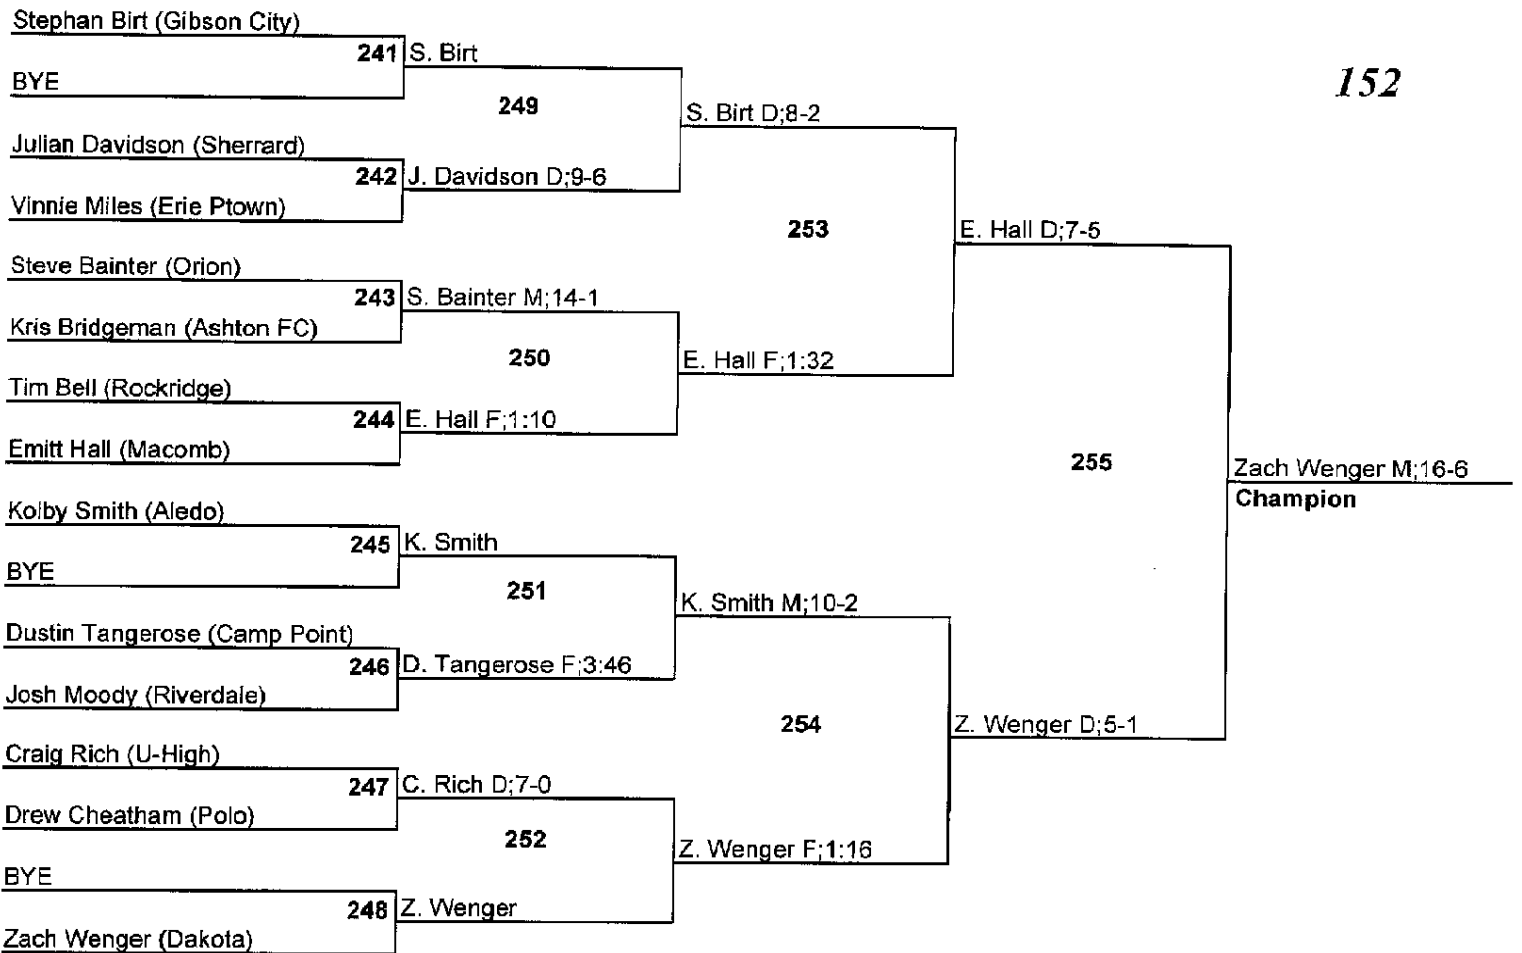 Stephan Birt (Gibson City)
241 S. Birt
BYE
152
249
S. Birt D;8-2
Julian Davidson (Sherrard)
242 J. Davidson D;9-6
Vinnie Miles (Erie Ptown)
253
E. Hall D;7-5
Steve Bainter (Orion)
243 S. Bainter M;14-1
Kris Bridgeman (Ashton FC)
250
E. Hall F;1:32
Tim Bell (Rockridge)
244 E. Hall F;1:10
Emitt Hall (Macomb)
255
Zach Wenger M;16-6
Champion
Kolby Smith (Aledo)
245 K. Smith
BYE
251
K. Smith M;10-2
Dustin Tangerose (Camp Point)
246 D. Tangerose F;3:46
Josh Moody (Riverdale)
254
Z. Wenger D;5-1
Craig Rich (U-High)
247 C. Rich D;7-0
Drew Cheatham (Polo)
252
Z. Wenger F;1:16
BYE
248 Z. Wenger
Zach Wenger (Dakota)